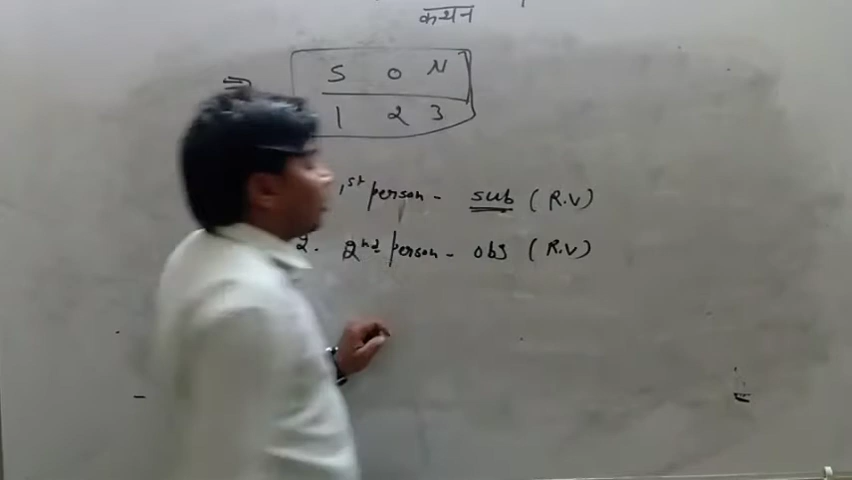 कथन
⇒ S O N
1 2 3
1st person - sub (R.V)
2. 2nd person - obj (R.V)